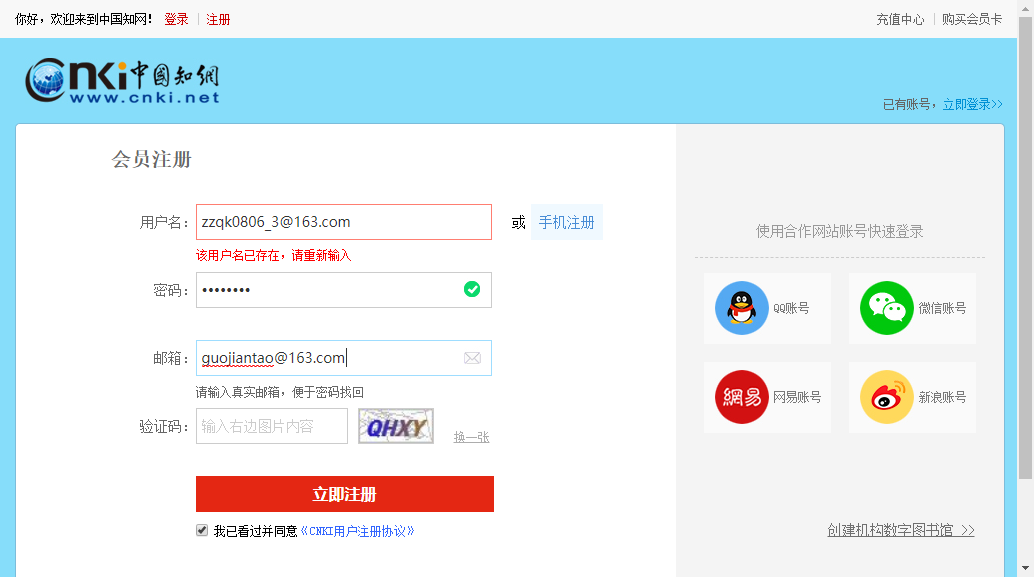 你好，欢迎来到中国知网！ 登录 注册 充值中心 购买会员卡
CNKI中國知網
www.cnki.net
已有账号，立即登录>>
会员注册
用户名： zzqk0806_3@163.com 或 手机注册
该用户名已存在，请重新输入
密码： ••••••••
邮箱： guojiantao@163.com
请输入真实邮箱，便于密码找回
验证码： 输入右边图片内容 QHXY 换一张
立即注册
我已看过并同意《CNKI用户注册协议》
使用合作网站账号快速登录
QQ账号 微信账号
網易 网易账号 新浪账号
创建机构数字图书馆 >>